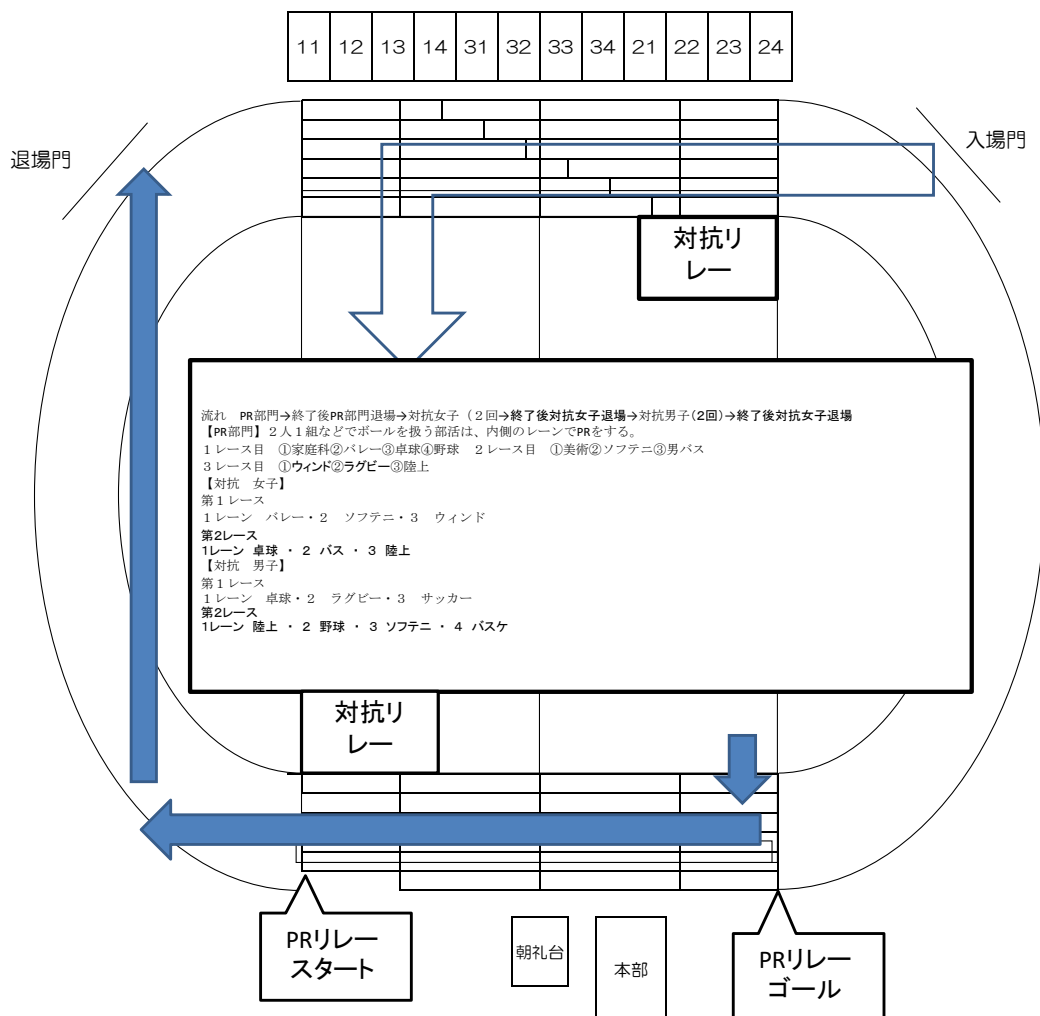 11 12 13 14 31 32 33 34 21 22 23 24
退場門
入場門
対抗リ
レー
流れ PR部門→終了後PR部門退場→対抗女子（２回→終了後対抗女子退場→対抗男子(2回)→終了後対抗女子退場
【PR部門】２人１組などでボールを扱う部活は、内側のレーンでPRをする。
１レース目 ①家庭科②バレー③卓球④野球 ２レース目 ①美術②ソフテニ③男バス
３レース目 ①ウィンド②ラグビー③陸上
【対抗 女子】
第１レース
１レーン バレー・２ ソフテニ・３ ウィンド
第2レース
1レーン 卓球 ・ 2 バス ・ 3 陸上
【対抗 男子】
第１レース
１レーン 卓球・２ ラグビー・３ サッカー
第2レース
1レーン 陸上 ・ 2 野球 ・ 3 ソフテニ ・ 4 バスケ
対抗リ
レー
PRリレー
スタート
朝礼台
本部
PRリレー
ゴール